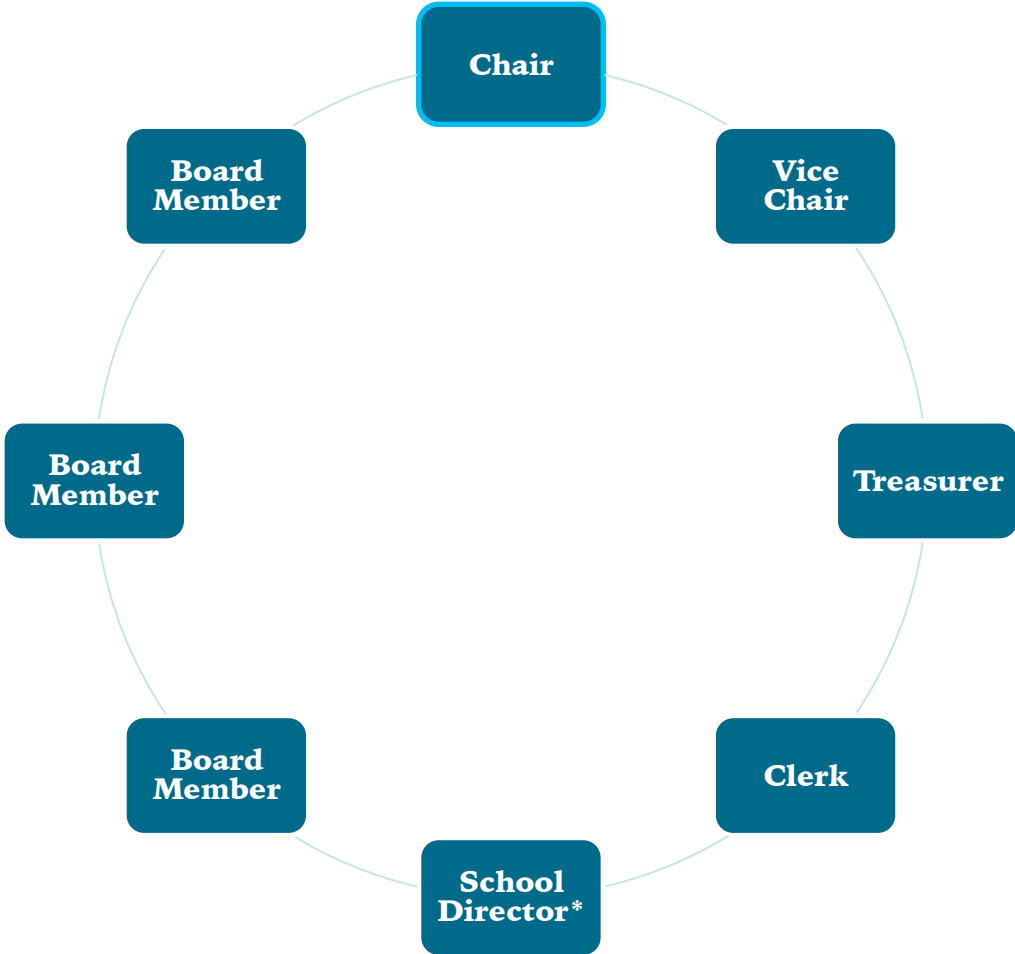 Chair
Vice
Chair
Treasurer
Clerk
School
Director*
Board
Member
Board
Member
Board
Member